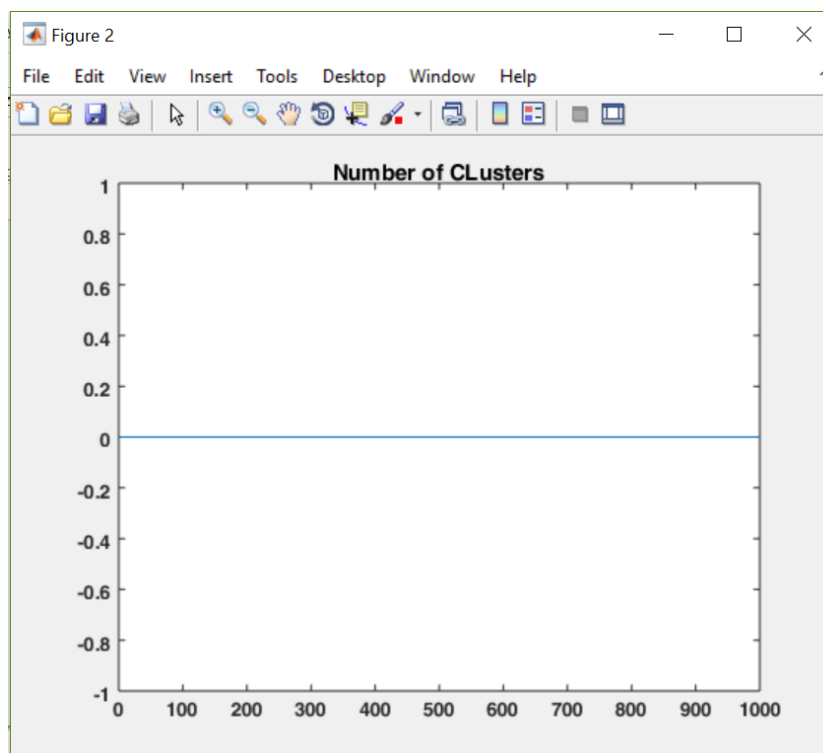 Figure 2
File Edit View Insert Tools Desktop Window Help
Number of CLusters
1
0.8
0.6
0.4
0.2
0
-0.2
-0.4
-0.6
-0.8
-1
0 100 200 300 400 500 600 700 800 900 1000